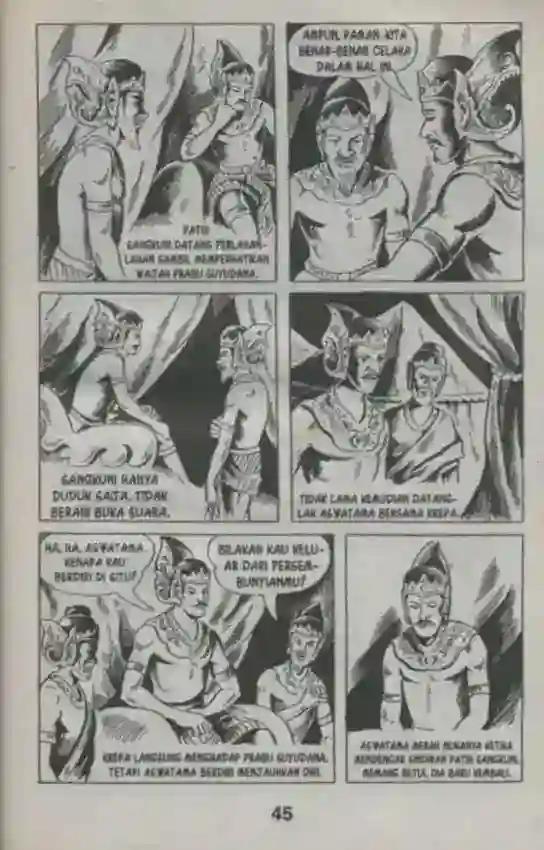 PATIH
SANGKUNI DATANG PERLAHAN-
LAHAN SAMBIL MEMPERHATIKAN
WAJAH PRABU SUYUDANA.
AMPUN, PAMAN. KITA
BENAR-BENAR CELAKA
DALAM HAL INI.
SANGKUNI HANYA
DUDUK SAJA. TIDAK
BERANI BUKA SUARA.
TIDAK LAMA KEMUDIAN DATANG-
LAH ASWATAMA BERSAMA KREPA.
HA, HA, ASWATAMA.
KENAPA KAU
BERDIRI DI SITU?
BILAKAH KAU KELU-
AR DARI PERSEM-
BUNYIANMU?
KREPA LANGSUNG MENGHADAP PRABU SUYUDANA.
TETAPI ASWATAMA BERDIRI MENJAUHKAN DIRI.
ASWATAMA MERAH MUKANYA KETIKA
MENDENGAR SINDIRAN PATIH SANGKUNI.
MEMANG BETUL DIA BARU KEMBALI.
45